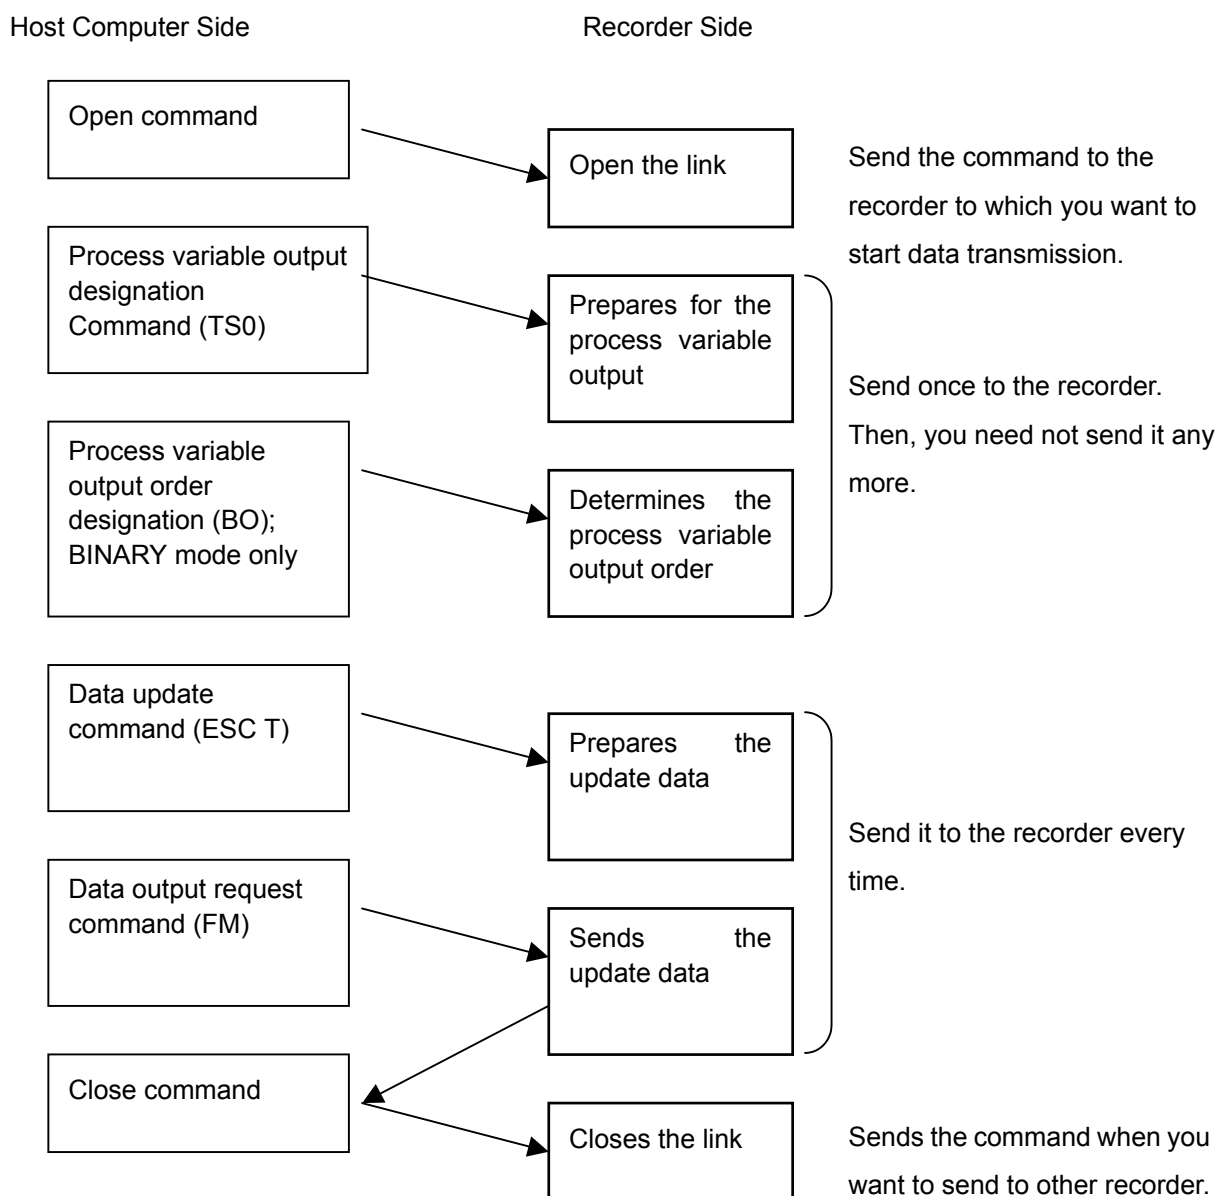 Host Computer Side
Recorder Side
Open command
Open the link
Send the command to the
recorder to which you want to
start data transmission.
Process variable output
designation
Command (TS0)
Prepares for the
process variable
output
Send once to the recorder.
Then, you need not send it any
more.
Process variable
output order
designation (BO);
BINARY mode only
Determines the
process variable
output order
Data update
command (ESC T)
Prepares the
update data
Send it to the recorder every
time.
Data output request
command (FM)
Sends the
update data
Close command
Closes the link
Sends the command when you
want to send to other recorder.